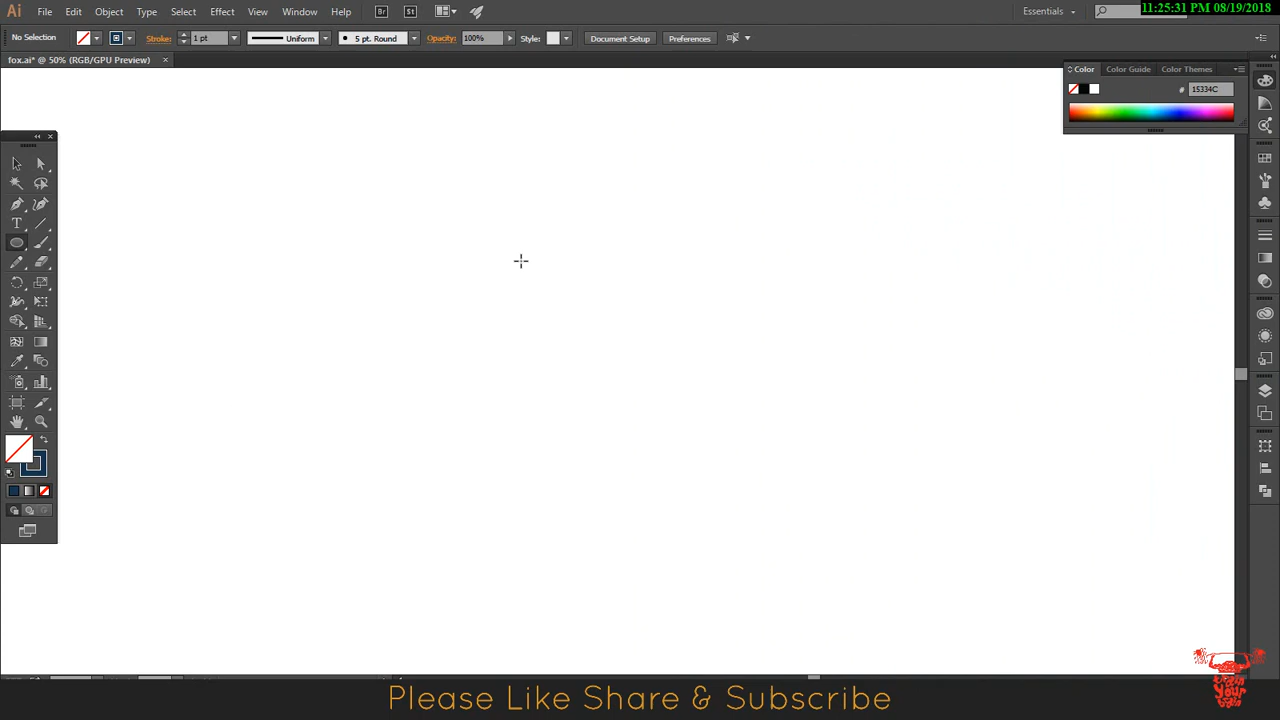 Ai File Edit Object Type Select Effect View Window Help Br St Essentials 11:25:31 PM 08/19/2018
No Selection Stroke: 1 pt Uniform 5 pt. Round Opacity: 100% Style: Document Setup Preferences
fox.ai* @ 50% (RGB/GPU Preview) ×
Color Color Guide Color Themes
# 15334C
T
Please Like Share & Subscribe
Your